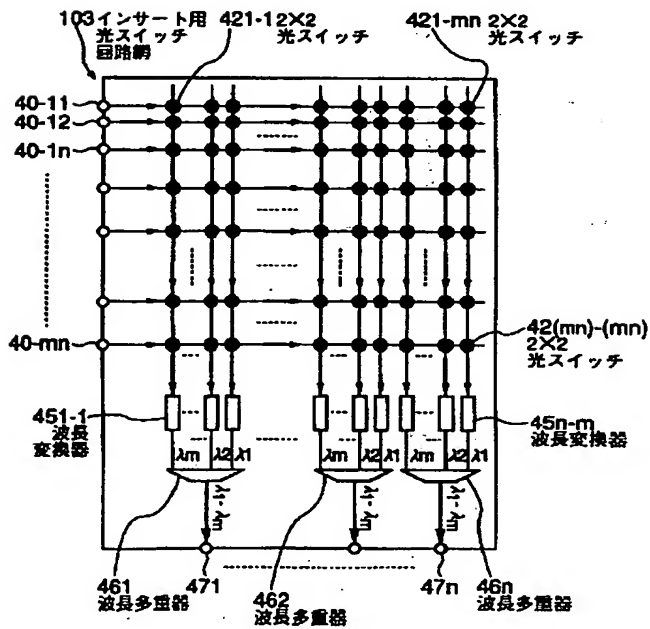 103 インサート用
光スイッチ
回路網
421-1 2×2
光スイッチ
421-mn 2×2
光スイッチ
40-11
40-12
40-1n
40-mn
42(mn)-(mn)
2×2
光スイッチ
451-1
波長
変換器
45n-m
波長変換器
λm λ2 λ1
λm λ2 λ1
λm λ2 λ1
λ1-λm
λ1-λm
λ1-λm
461
波長多重器
471
462
波長多重器
47n
46n
波長多重器